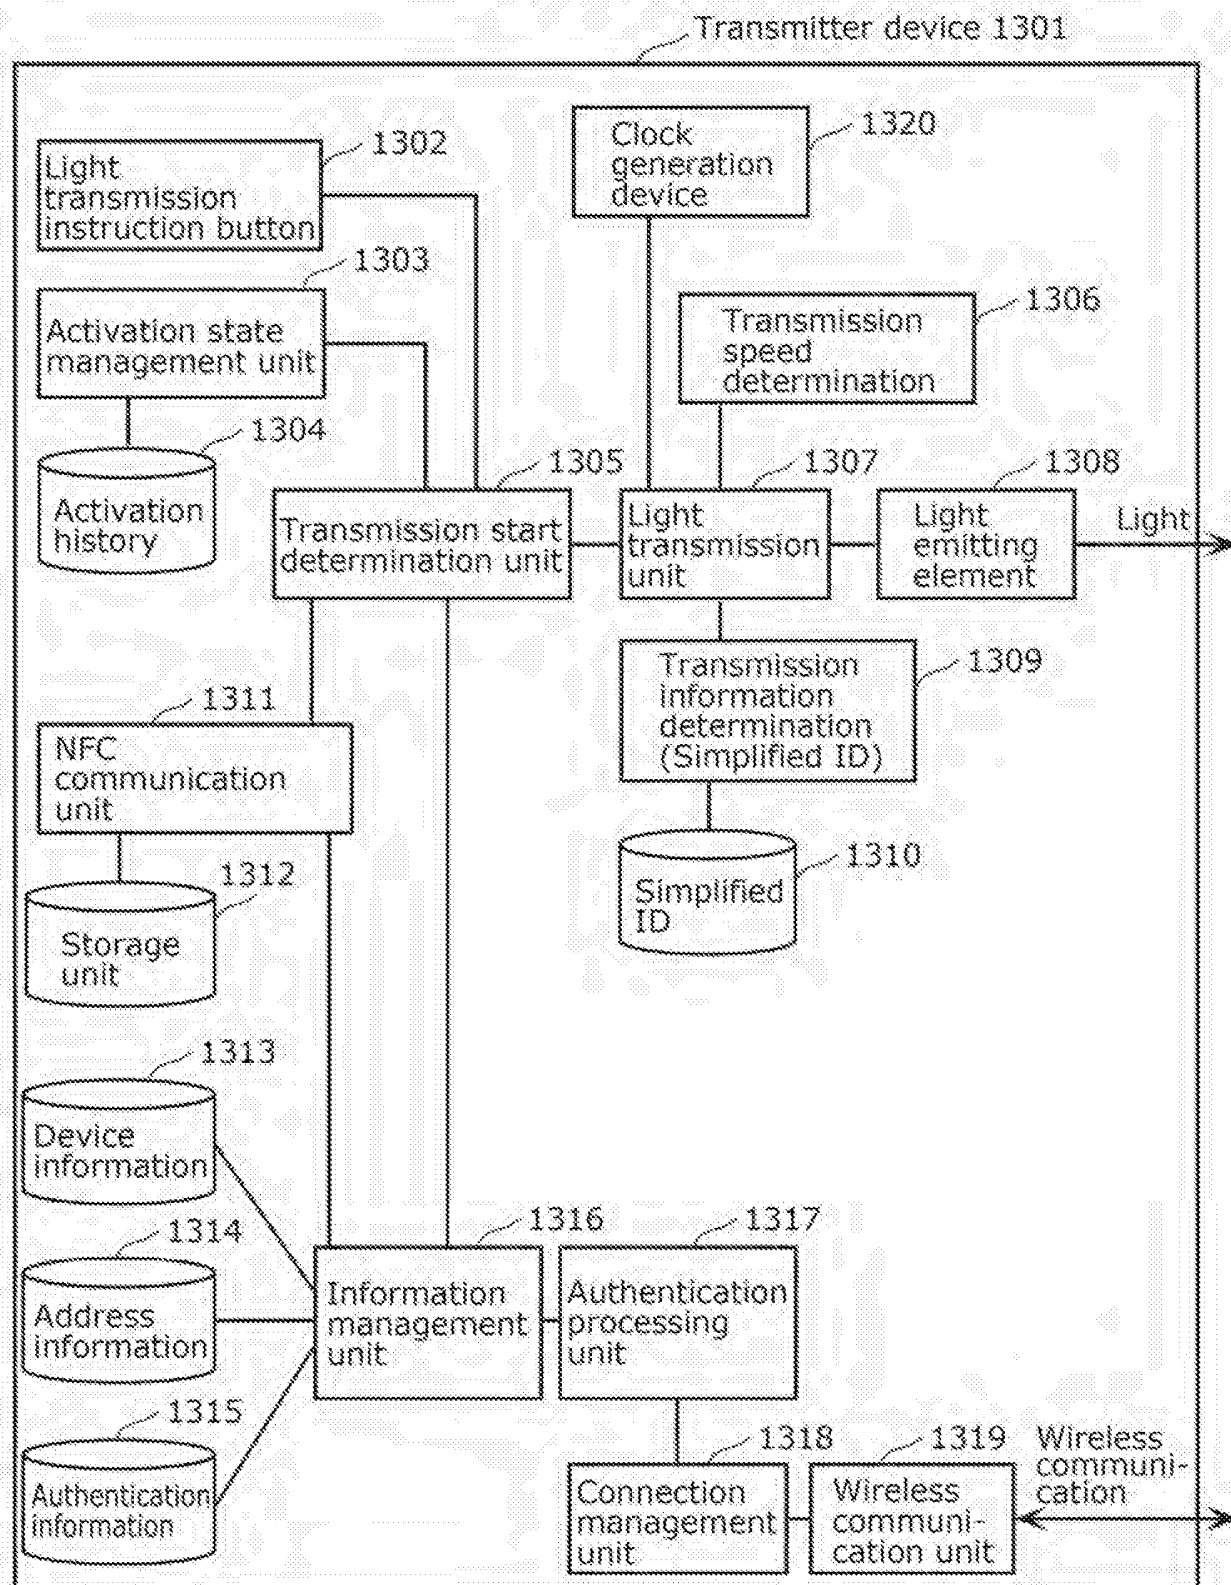 Transmitter device 1301
1302
Light
transmission
instruction button
1320
Clock
generation
device
1303
Activation state
management unit
1306
Transmission
speed
determination
1304
Activation
history
1305
Transmission start
determination unit
1307
Light
transmission
unit
1308
Light
emitting
element
Light
1309
Transmission
information
determination
(Simplified ID)
1310
Simplified
ID
1311
NFC
communication
unit
1312
Storage
unit
1313
Device
information
1314
Address
information
1315
Authentication
information
1316
Information
management
unit
1317
Authentication
processing
unit
1318
Connection
management
unit
1319
Wireless
communi-
cation unit
Wireless
communi-
cation